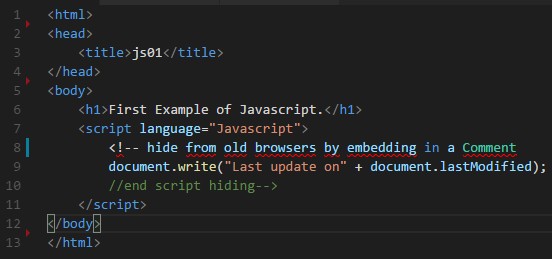 1 <html>
2 <head>
3 <title>js01</title>
4 </head>
5 <body>
6 <h1>First Example of Javascript.</h1>
7 <script language="Javascript">
8 <!-- hide from old browsers by embedding in a Comment
9 document.write("Last update on" + document.lastModified);
10 //end script hiding-->
11 </script>
12 </body>
13 </html>